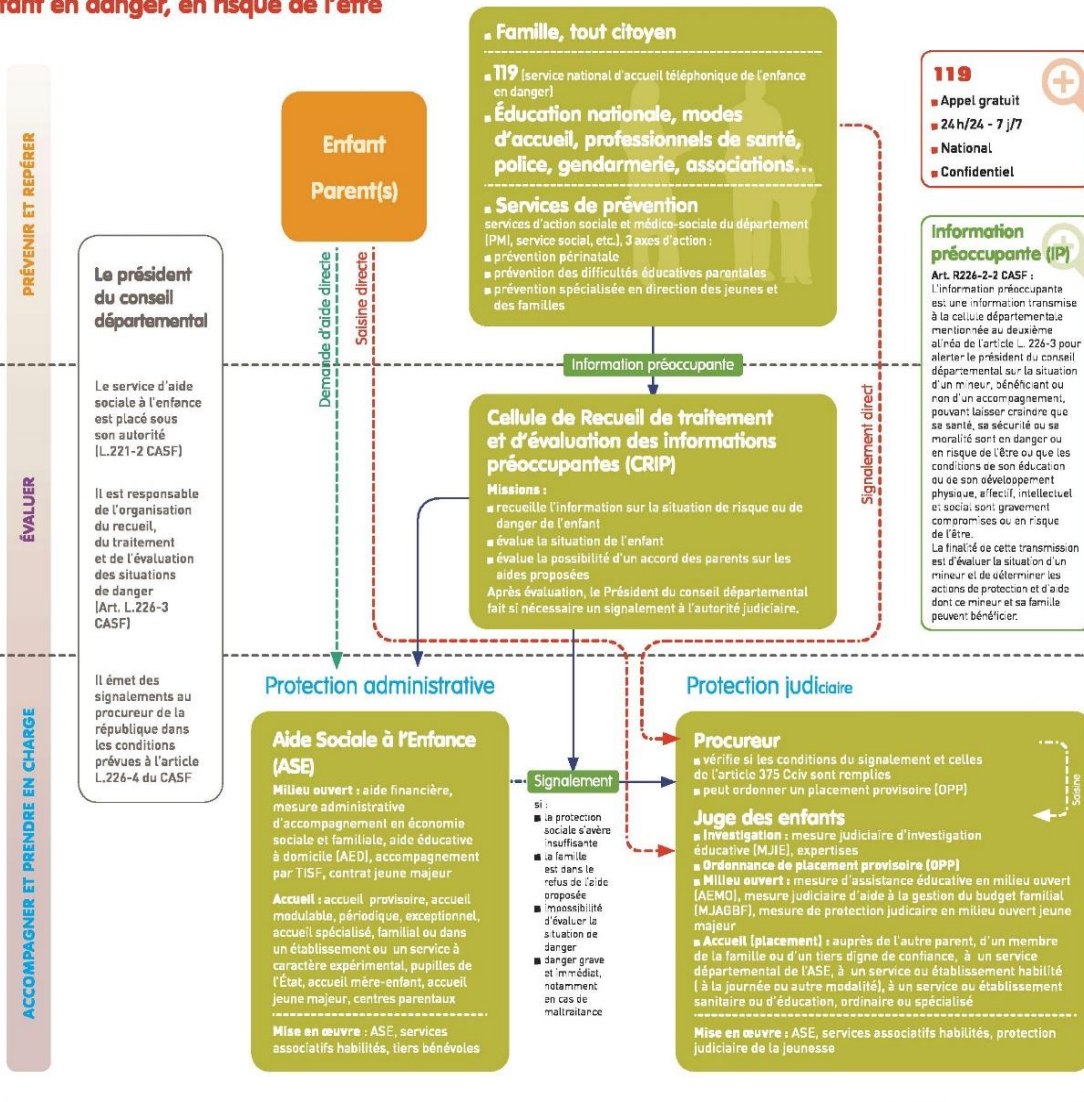 fant en danger, en risque de l'être
PRÉVENIR ET REPÉRER
ÉVALUER
ACCOMPAGNER ET PRENDRE EN CHARGE
Le président
du conseil
départemental
Le service d'aide
sociale à l'enfance
est placé sous
son autorité
(L.221-2 CASF)
Il est responsable
de l'organisation
du recueil,
du traitement
et de l'évaluation
des situations
de danger
(Art. L.226-3
CASF)
Il émet des
signalements au
procureur de la
république dans
les conditions
prévues à l'article
L.226-4 du CASF
Enfant
Parent(s)
Demande d'aide directe
Saisine directe
Famille, tout citoyen
119 (service national d'accueil téléphonique de l'enfance
en danger)
Éducation nationale, modes
d'accueil, professionnels de santé,
police, gendarmerie, associations...
Services de prévention
services d'action sociale et médico-sociale du département
(PMI, service social, etc.), 3 axes d'action :
prévention périnatale
prévention des difficultés éducatives parentales
prévention spécialisée en direction des jeunes et
des familles
Information préoccupante
Cellule de Recueil de traitement
et d'évaluation des informations
préoccupantes (CRIP)
Missions :
recueille l'information sur la situation de risque ou de
danger de l'enfant
évalue la situation de l'enfant
évalue la possibilité d'un accord des parents sur les
aides proposées
Après évaluation, le Président du conseil départemental
fait si nécessaire un signalement à l'autorité judiciaire.
Signalement direct
119
Appel gratuit
24h/24 - 7 j/7
National
Confidentiel
Information
préoccupante (IP)
Art. R226-2-2 CASF :
L'information préoccupante
est une information transmise
à la cellule départementale
mentionnée au deuxième
alinéa de l'article L. 226-3 pour
alerter le président du conseil
départemental sur la situation
d'un mineur, bénéficiant ou
non d'un accompagnement,
pouvant laisser craindre que
sa santé, sa sécurité ou sa
moralité sont en danger ou
en risque de l'être ou que les
conditions de son éducation
ou de son développement
physique, affectif, intellectuel
et social sont gravement
compromises ou en risque
de l'être.
La finalité de cette transmission
est d'évaluer la situation d'un
mineur et de déterminer les
actions de protection et d'aide
dont ce mineur et sa famille
peuvent bénéficier.
Protection administrative
Aide Sociale à l'Enfance
(ASE)
Milieu ouvert : aide financière,
mesure administrative
d'accompagnement en économie
sociale et familiale, aide éducative
à domicile (AED), accompagnement
par TISF, contrat jeune majeur
Accueil : accueil provisoire, accueil
modulable, périodique, exceptionnel,
accueil spécialisé, familial ou dans
un établissement ou un service à
caractère expérimental, pupilles de
l'État, accueil mère-enfant, accueil
jeune majeur, centres parentaux
Mise en œuvre : ASE, services
associatifs habilités, tiers bénévoles
Signalement
si :
la protection
sociale s'avère
insuffisante
la famille
est dans le
refus de l'aide
proposée
impossibilité
d'évaluer la
situation de
danger
danger grave
et immédiat,
notamment
en cas de
maltraitance
Protection judiciaire
Procureur
vérifie si les conditions du signalement et celles
de l'article 375 Cciv sont remplies
peut ordonner un placement provisoire (OPP)
Saisine
Juge des enfants
Investigation : mesure judiciaire d'investigation
éducative (MJIE), expertises
Ordonnance de placement provisoire (OPP)
Milieu ouvert : mesure d'assistance éducative en milieu ouvert
(AEMO), mesure judiciaire d'aide à la gestion du budget familial
(MJAGBF), mesure de protection judicaire en milieu ouvert jeune
majeur
Accueil (placement) : auprès de l'autre parent, d'un membre
de la famille ou d'un tiers digne de confiance, à un service
départemental de l'ASE, à un service ou établissement habilité
( à la journée ou autre modalité), à un service ou établissement
sanitaire ou d'éducation, ordinaire ou spécialisé
Mise en œuvre : ASE, services associatifs habilités, protection
judiciaire de la jeunesse